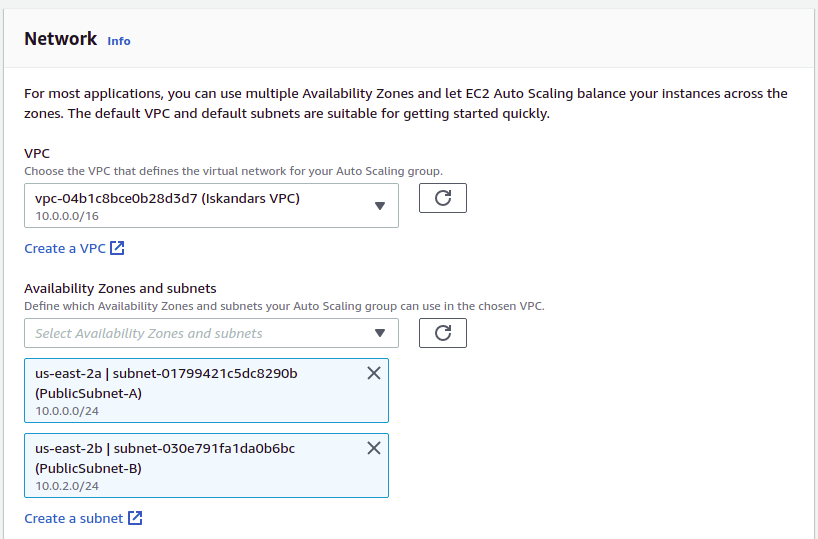 Network Info
For most applications, you can use multiple Availability Zones and let EC2 Auto Scaling balance your instances across the
zones. The default VPC and default subnets are suitable for getting started quickly.
VPC
Choose the VPC that defines the virtual network for your Auto Scaling group.
vpc-04b1c8bce0b28d3d7 (Iskandars VPC)
10.0.0.0/16
Create a VPC
Availability Zones and subnets
Define which Availability Zones and subnets your Auto Scaling group can use in the chosen VPC.
Select Availability Zones and subnets
us-east-2a | subnet-01799421c5dc8290b
(PublicSubnet-A)
10.0.0.0/24
us-east-2b | subnet-030e791fa1da0b6bc
(PublicSubnet-B)
10.0.2.0/24
Create a subnet